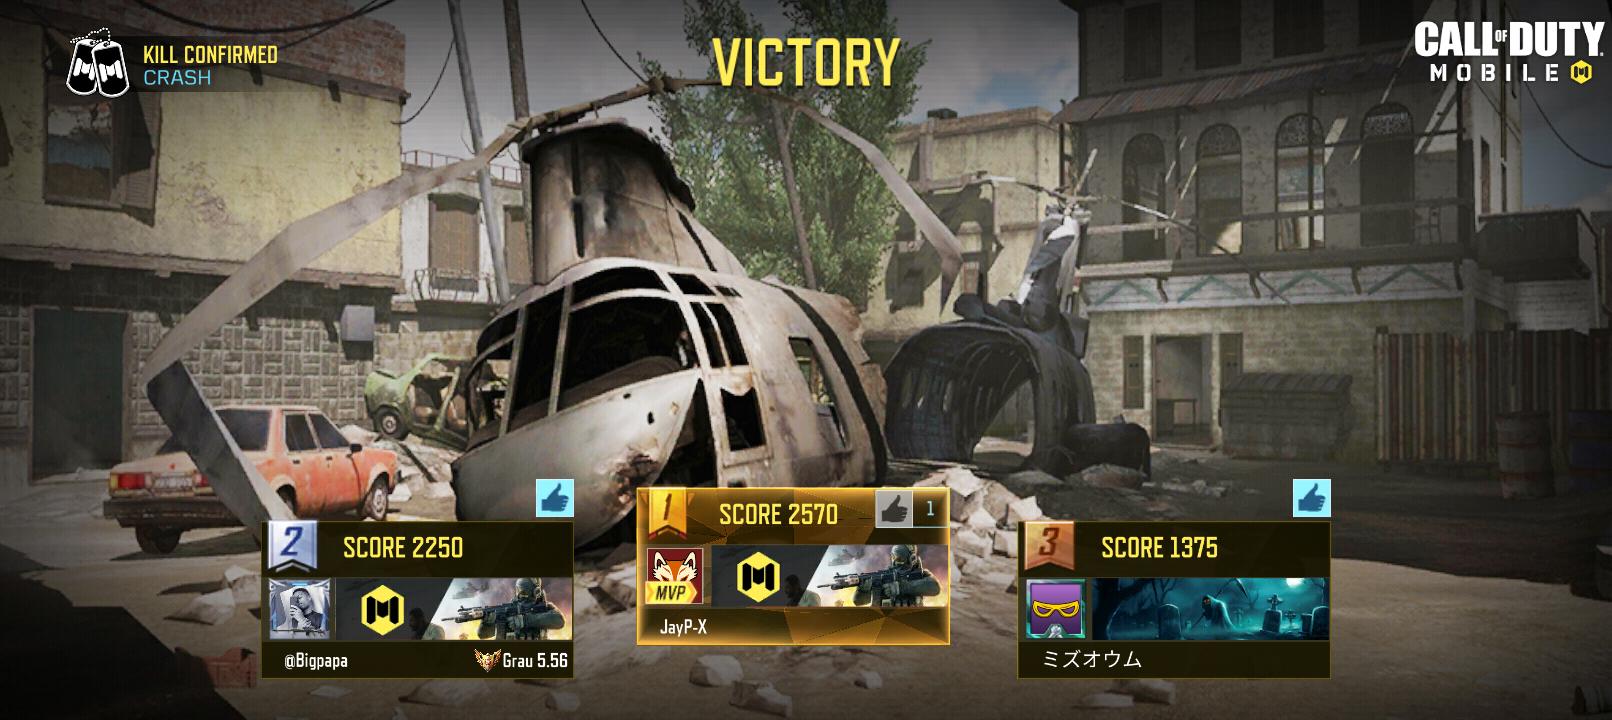 KILL CONFIRMED
CRASH
VICTORY
CALL OF DUTY
MOBILE
2
SCORE 2250
@Bigpapa
Grau 5.56
1
SCORE 2570
1
MVP
JayP-X
3
SCORE 1375
ミズオウム